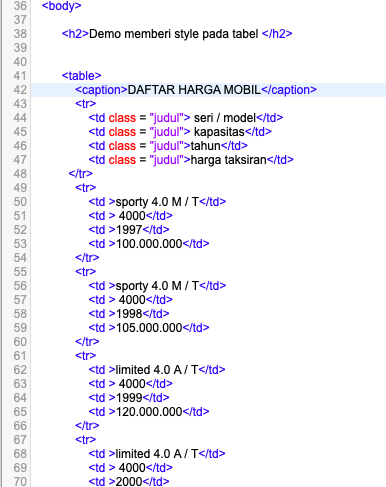 36 <body>
37
38 <h2>Demo memberi style pada tabel </h2>
39
40
41 <table>
42 <caption>DAFTAR HARGA MOBIL</caption>
43 <tr>
44 <td class = "judul"> seri / model</td>
45 <td class = "judul"> kapasitas</td>
46 <td class = "judul">tahun</td>
47 <td class = "judul">harga taksiran</td>
48 </tr>
49 <tr>
50 <td >sporty 4.0 M / T</td>
51 <td > 4000</td>
52 <td >1997</td>
53 <td >100.000.000</td>
54 </tr>
55 <tr>
56 <td >sporty 4.0 M / T</td>
57 <td > 4000</td>
58 <td >1998</td>
59 <td >105.000.000</td>
60 </tr>
61 <tr>
62 <td >limited 4.0 A / T</td>
63 <td > 4000</td>
64 <td >1999</td>
65 <td >120.000.000</td>
66 </tr>
67 <tr>
68 <td >limited 4.0 A / T</td>
69 <td > 4000</td>
70 <td >2000</td>